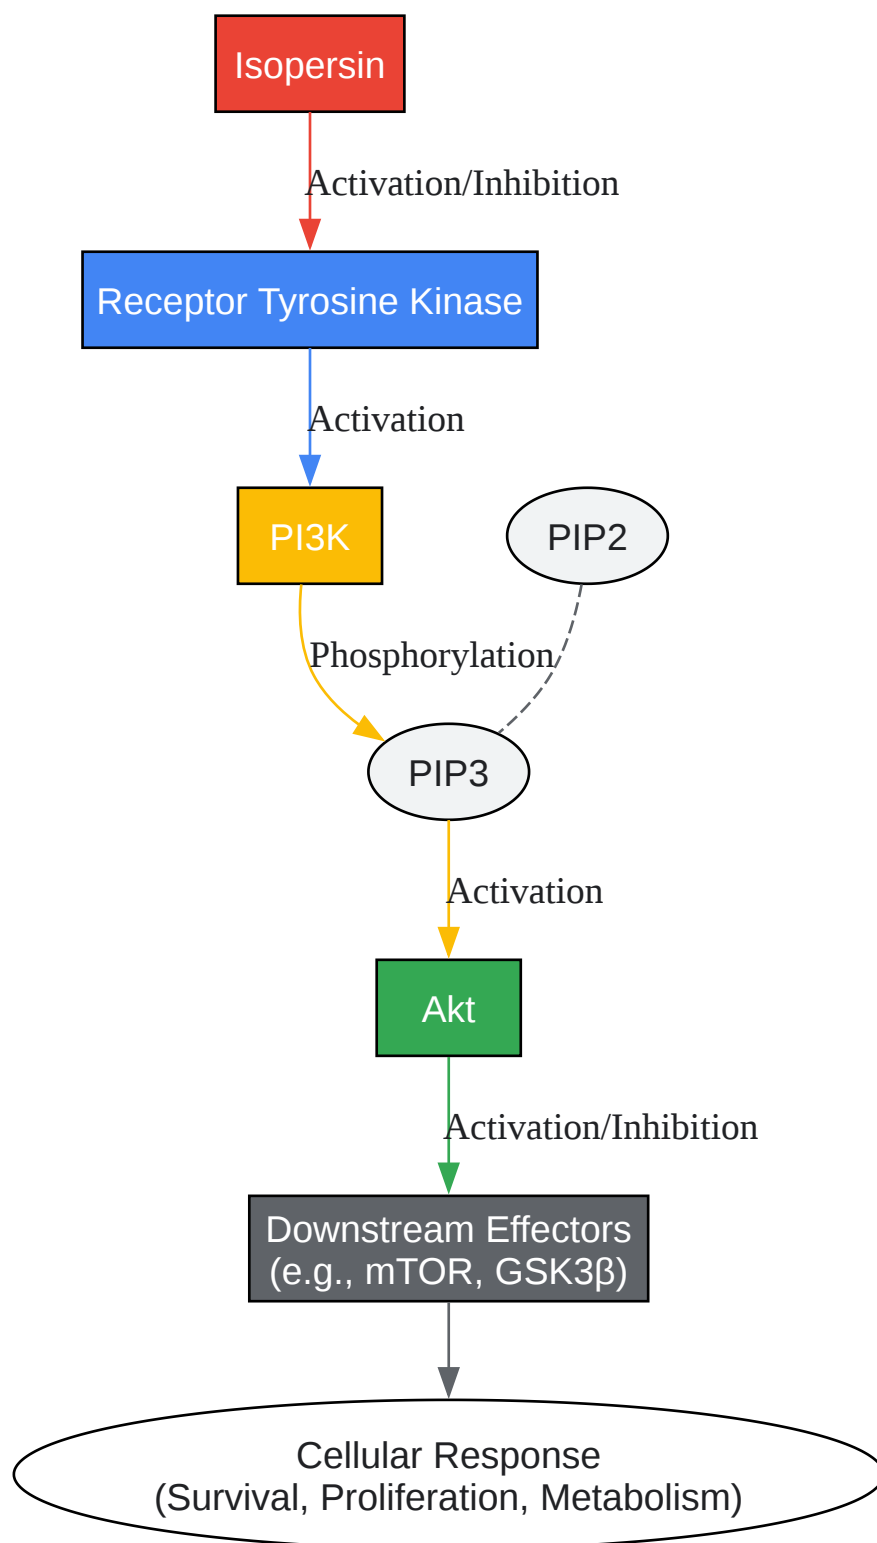 Isopersin
Activation/Inhibition
Receptor Tyrosine Kinase
Activation
PI3K
PIP2
Phosphorylation
PIP3
Activation
Akt
Activation/Inhibition
Downstream Effectors
(e.g., mTOR, GSK3β)
Cellular Response
(Survival, Proliferation, Metabolism)